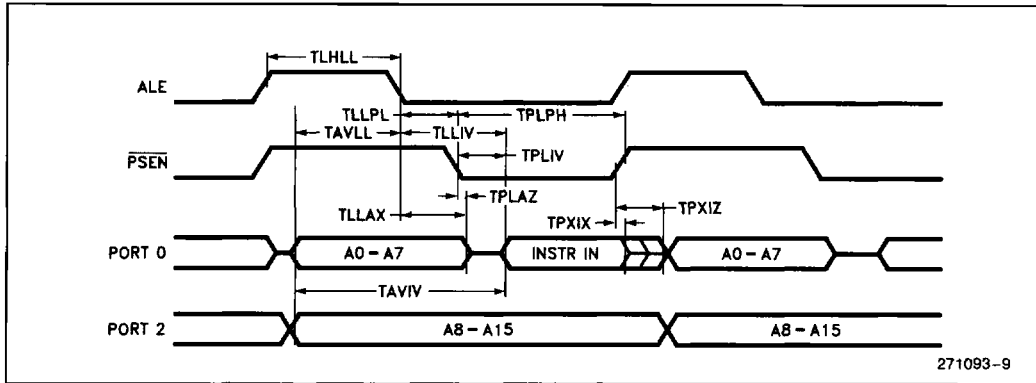 TLHLL
ALE
TLLPL TPLPH
TAVLL TLLIV
PSEN TPLIV
TPLAZ
TLLAX TPXIX TPXIZ
PORT 0 A0-A7 INSTR IN A0-A7
TAVIV
PORT 2 A8-A15 A8-A15
271093-9